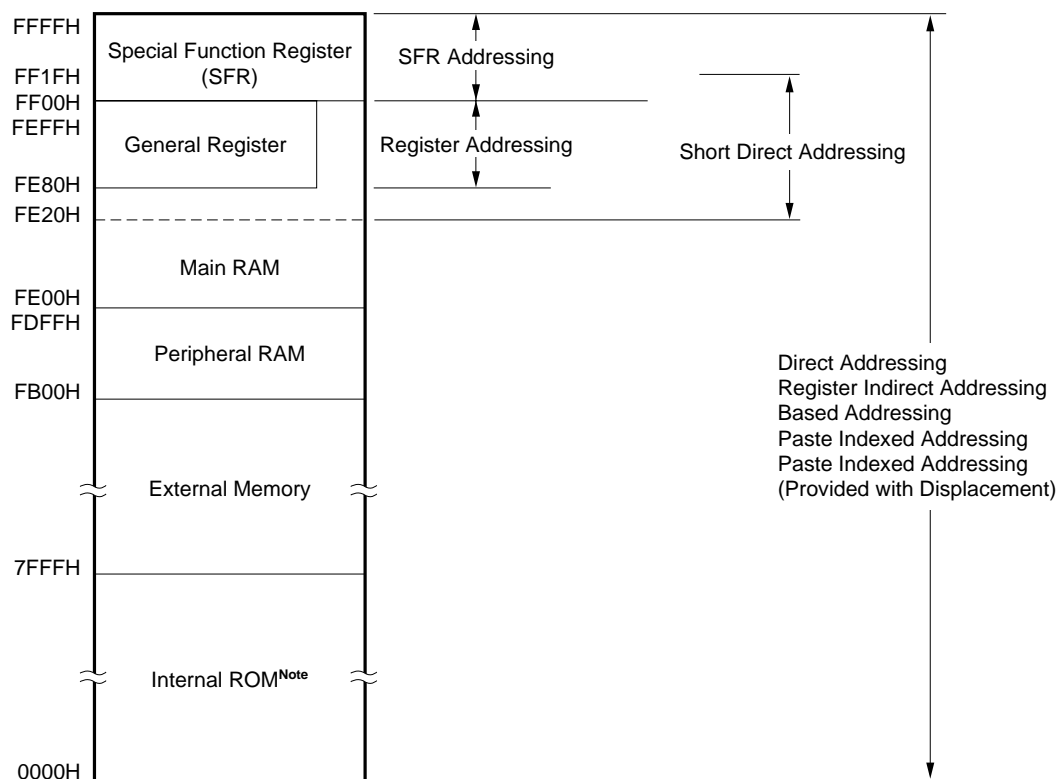 FFFFH
Special Function Register
(SFR)
SFR Addressing
FF1FH
FF00H
FEFFH
General Register
Register Addressing
Short Direct Addressing
FE80H
FE20H
Main RAM
FE00H
FDFFH
Peripheral RAM
FB00H
Direct Addressing
Register Indirect Addressing
Based Addressing
Paste Indexed Addressing
Paste Indexed Addressing
(Provided with Displacement)
External Memory
7FFFH
Internal ROMNote
0000H